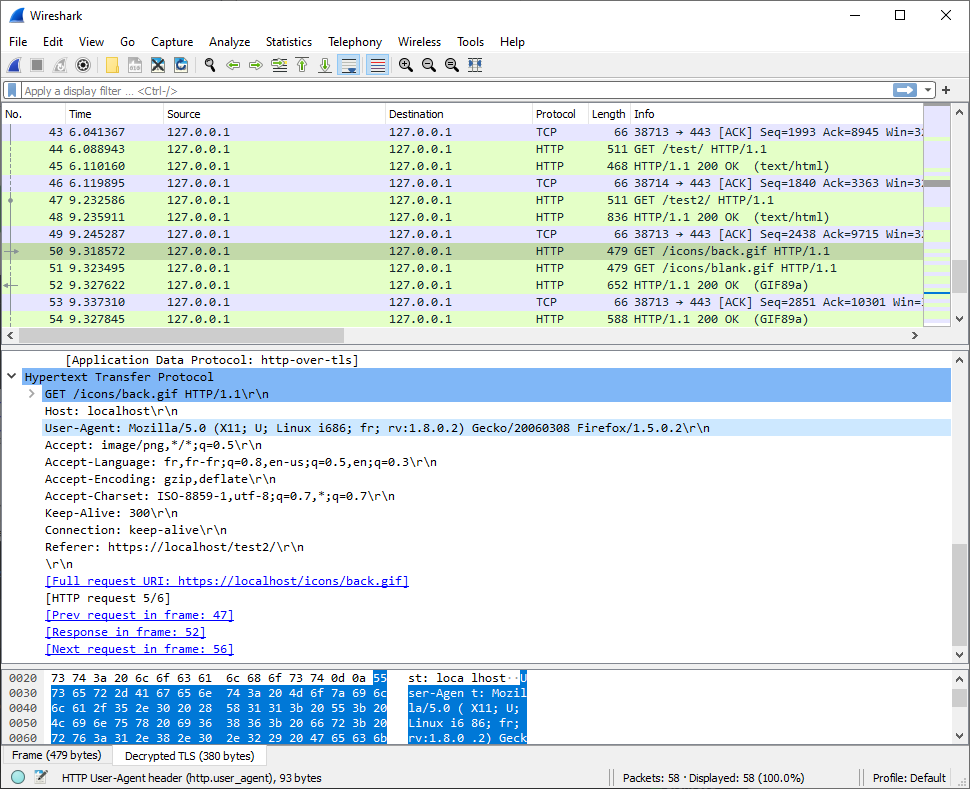 Wireshark
File Edit View Go Capture Analyze Statistics Telephony Wireless Tools Help
Apply a display filter ... <Ctrl-/>
No. Time Source Destination Protocol Length Info
43 6.041367 127.0.0.1 127.0.0.1 TCP 66 38713 → 443 [ACK] Seq=1993 Ack=8945 Win=32
44 6.088943 127.0.0.1 127.0.0.1 HTTP 511 GET /test/ HTTP/1.1
45 6.110160 127.0.0.1 127.0.0.1 HTTP 468 HTTP/1.1 200 OK  (text/html)
46 6.119895 127.0.0.1 127.0.0.1 TCP 66 38714 → 443 [ACK] Seq=1840 Ack=3363 Win=32
47 9.232586 127.0.0.1 127.0.0.1 HTTP 511 GET /test2/ HTTP/1.1
48 9.235911 127.0.0.1 127.0.0.1 HTTP 836 HTTP/1.1 200 OK  (text/html)
49 9.245287 127.0.0.1 127.0.0.1 TCP 66 38713 → 443 [ACK] Seq=2438 Ack=9715 Win=32
50 9.318572 127.0.0.1 127.0.0.1 HTTP 479 GET /icons/back.gif HTTP/1.1
51 9.323495 127.0.0.1 127.0.0.1 HTTP 479 GET /icons/blank.gif HTTP/1.1
52 9.327622 127.0.0.1 127.0.0.1 HTTP 652 HTTP/1.1 200 OK  (GIF89a)
53 9.337310 127.0.0.1 127.0.0.1 TCP 66 38713 → 443 [ACK] Seq=2851 Ack=10301 Win=
54 9.327845 127.0.0.1 127.0.0.1 HTTP 588 HTTP/1.1 200 OK  (GIF89a)
[Application Data Protocol: http-over-tls]
Hypertext Transfer Protocol
GET /icons/back.gif HTTP/1.1\r\n
Host: localhost\r\n
User-Agent: Mozilla/5.0 (X11; U; Linux i686; fr; rv:1.8.0.2) Gecko/20060308 Firefox/1.5.0.2\r\n
Accept: image/png,*/*;q=0.5\r\n
Accept-Language: fr,fr-fr;q=0.8,en-us;q=0.5,en;q=0.3\r\n
Accept-Encoding: gzip,deflate\r\n
Accept-Charset: ISO-8859-1,utf-8;q=0.7,*;q=0.7\r\n
Keep-Alive: 300\r\n
Connection: keep-alive\r\n
Referer: https://localhost/test2/\r\n
\r\n
[Full request URI: https://localhost/icons/back.gif]
[HTTP request 5/6]
[Prev request in frame: 47]
[Response in frame: 52]
[Next request in frame: 56]
0020 73 74 3a 20 6c 6f 63 61 6c 68 6f 73 74 0d 0a 55 st: loca lhost··U
0030 73 65 72 2d 41 67 65 6e 74 3a 20 4d 6f 7a 69 6c ser-Agen t: Mozil
0040 6c 61 2f 35 2e 30 20 28 58 31 31 3b 20 55 3b 20 la/5.0 ( X11; U;
0050 4c 69 6e 75 78 20 69 36 38 36 3b 20 66 72 3b 20 Linux i6 86; fr;
0060 72 76 3a 31 2e 38 2e 30 2e 32 29 20 47 65 63 6b rv:1.8.0 .2) Geck
Frame (479 bytes) Decrypted TLS (380 bytes)
HTTP User-Agent header (http.user_agent), 93 bytes Packets: 58 · Displayed: 58 (100.0%) Profile: Default